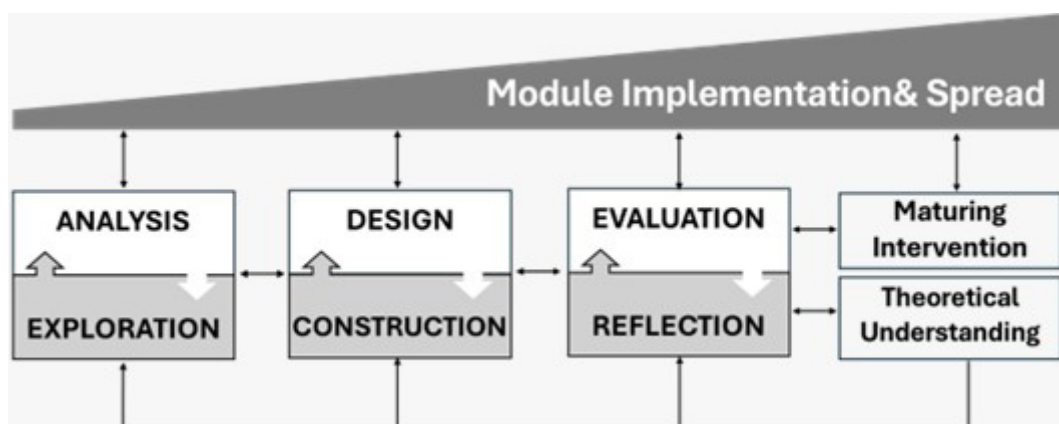 Module Implementation& Spread
ANALYSIS
EXPLORATION
DESIGN
CONSTRUCTION
EVALUATION
REFLECTION
Maturing
Intervention
Theoretical
Understanding